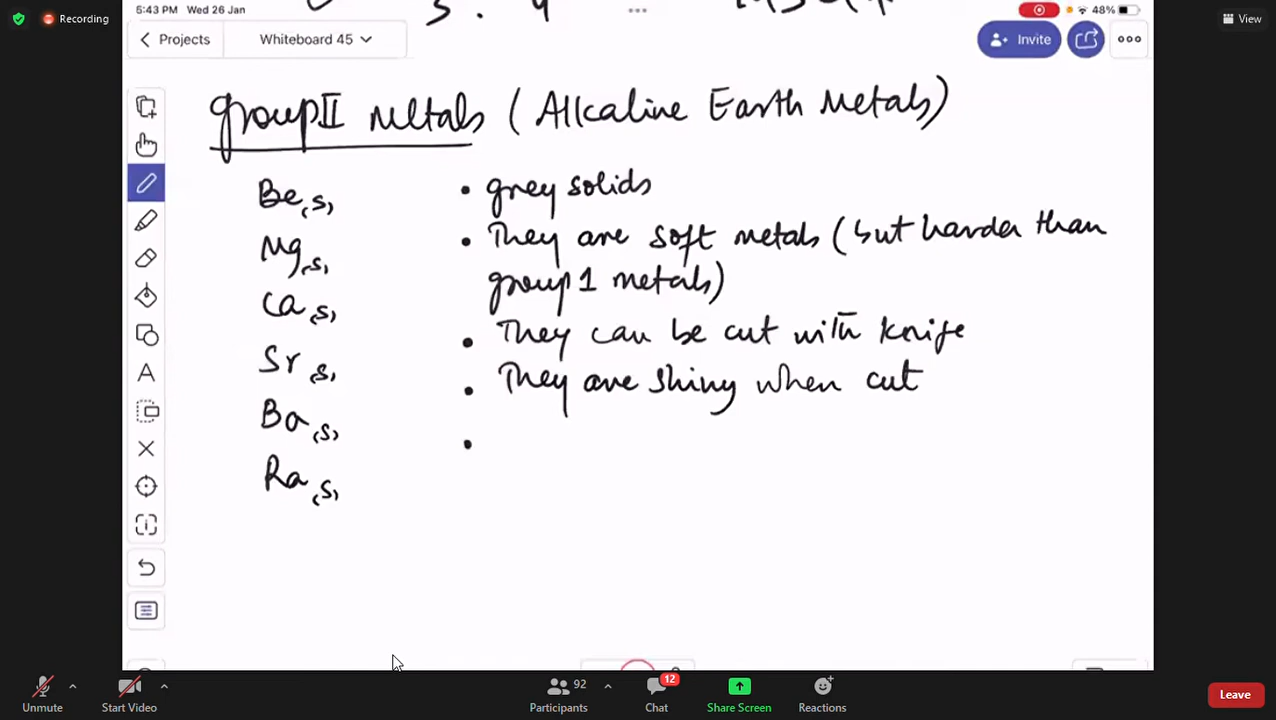 5:43 PM Wed 26 Jan
48%
Recording
View
Projects
Whiteboard 45
Invite
group II metals (Alkaline Earth Metals)
Be(s)
Mg(s)
Ca(s)
Sr(s)
Ba(s)
Ra(s)
• grey solids
• They are soft metals (but harder than
group 1 metals)
• They can be cut with knife
• They are shiny when cut
•
Unmute
Start Video
92
Participants
12
Chat
Share Screen
Reactions
Leave